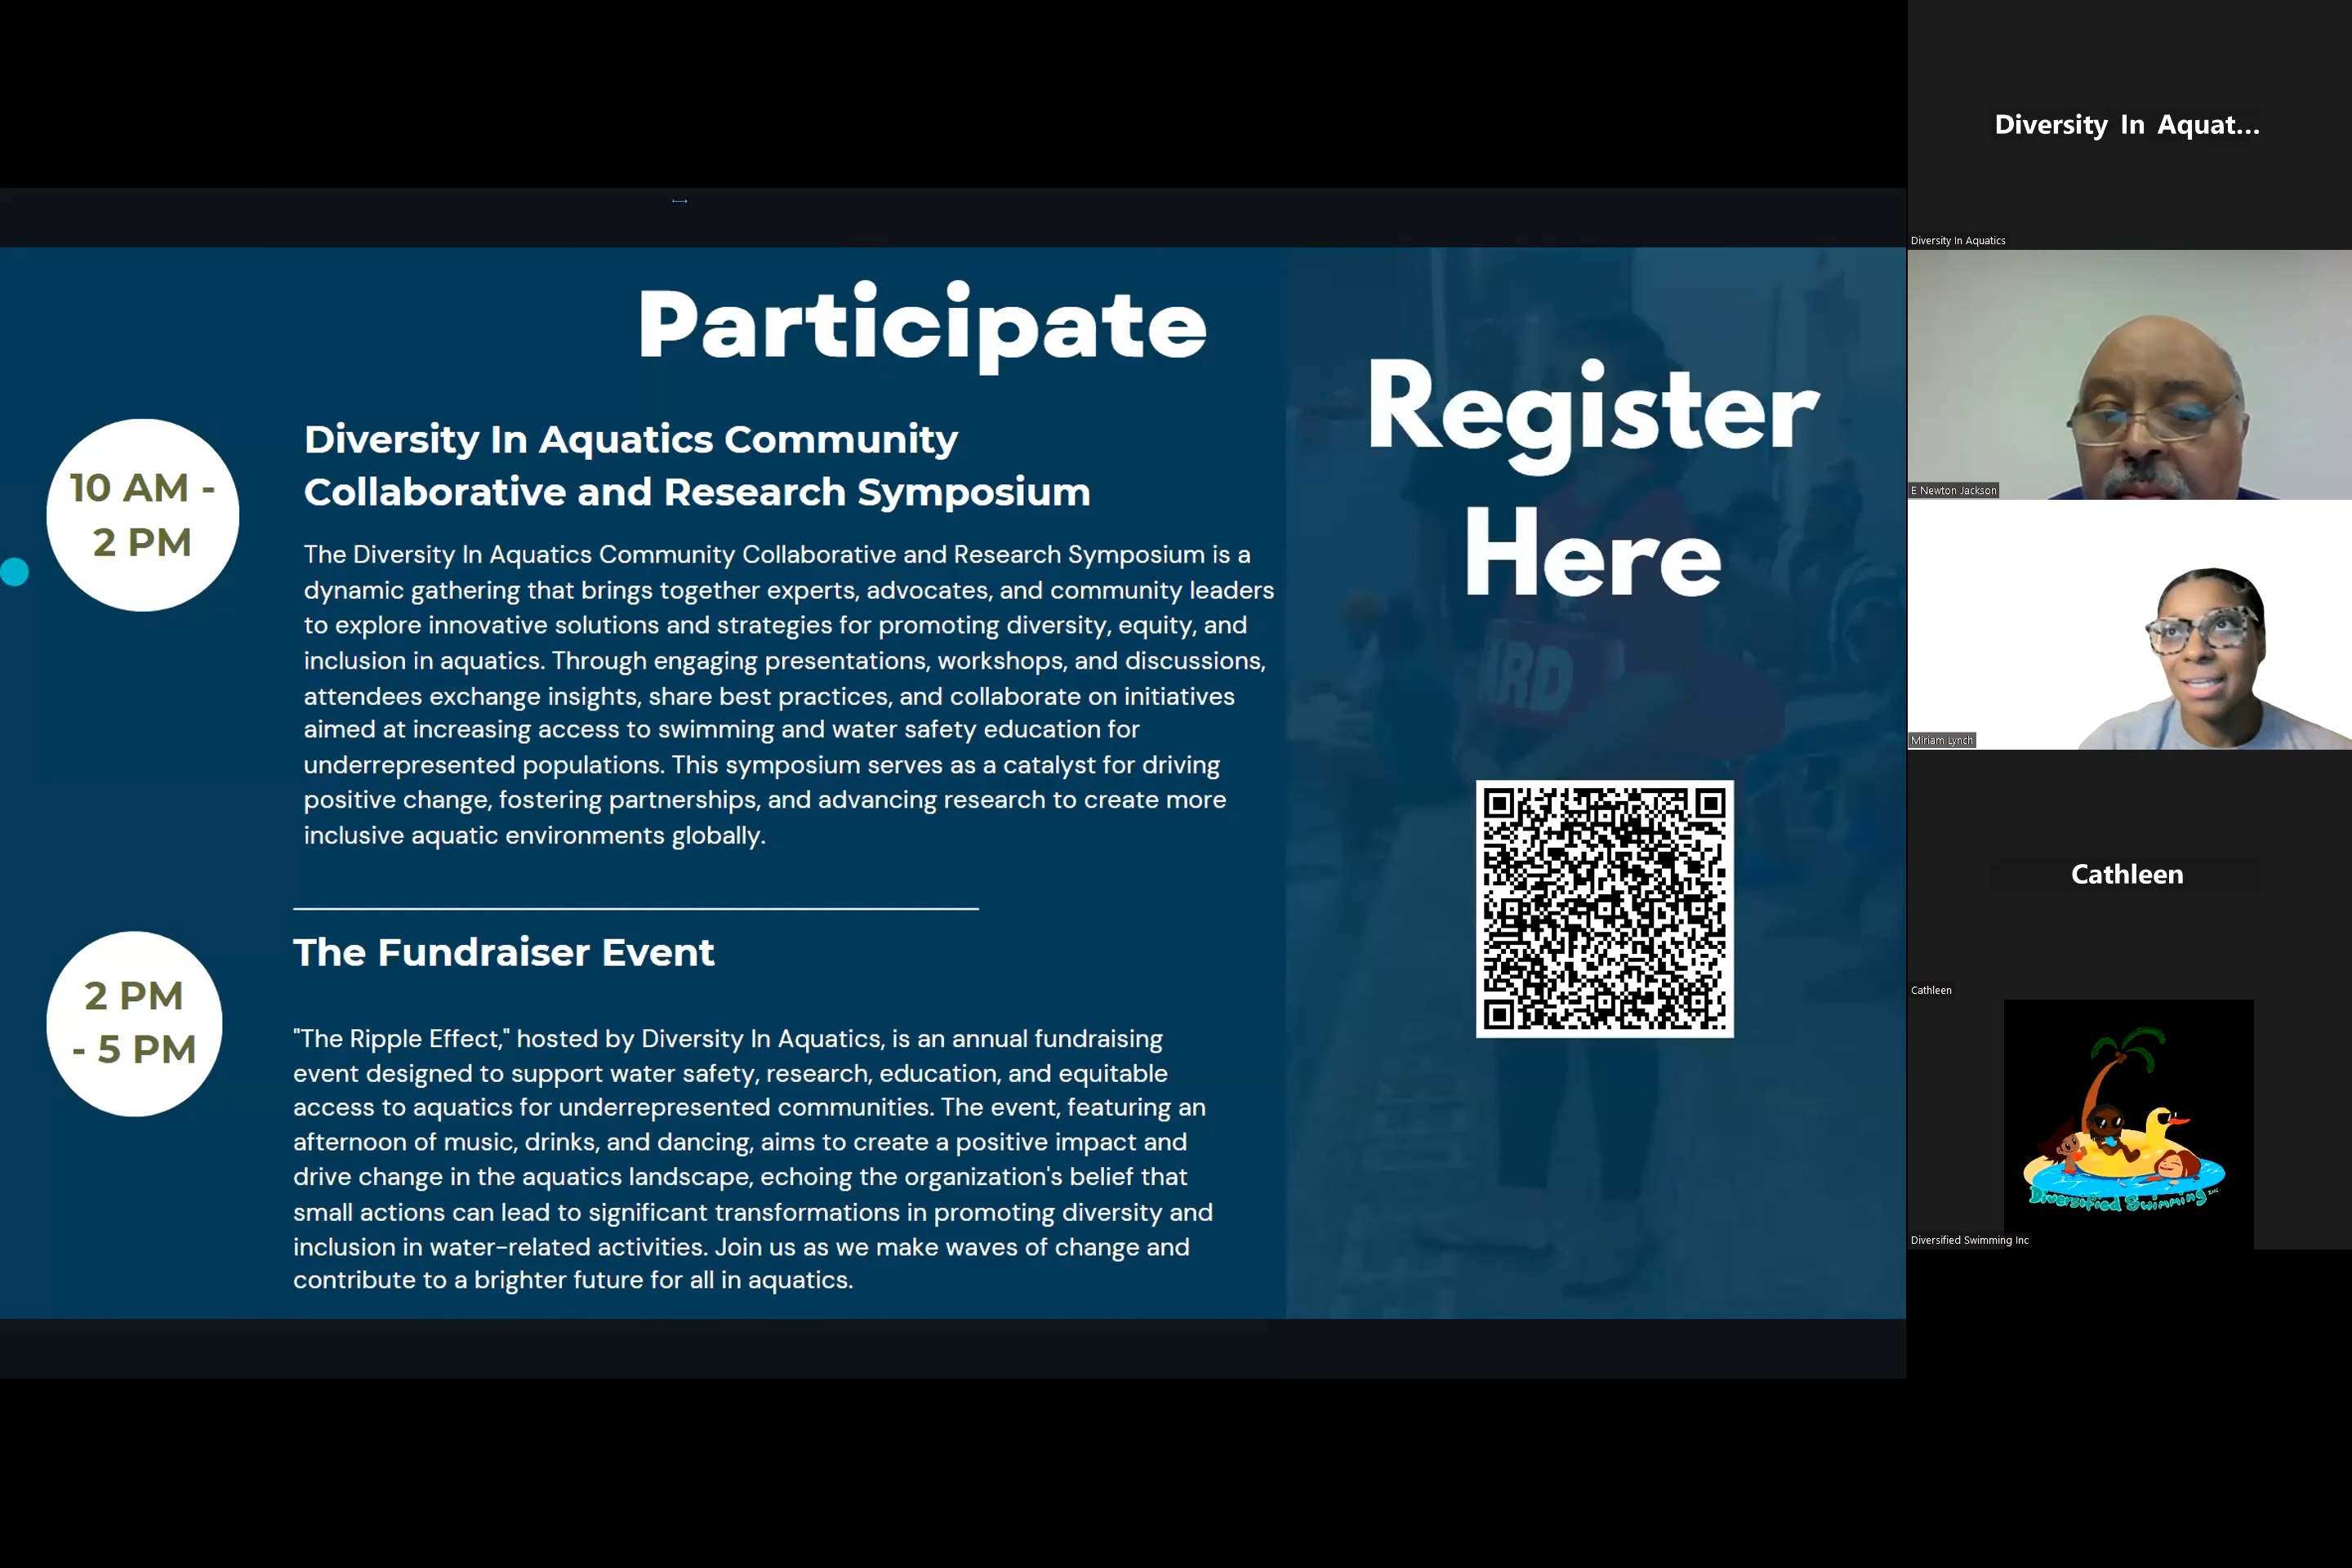 Participate
10 AM -
2 PM
Diversity In Aquatics Community
Collaborative and Research Symposium
The Diversity In Aquatics Community Collaborative and Research Symposium is a
dynamic gathering that brings together experts, advocates, and community leaders
to explore innovative solutions and strategies for promoting diversity, equity, and
inclusion in aquatics. Through engaging presentations, workshops, and discussions,
attendees exchange insights, share best practices, and collaborate on initiatives
aimed at increasing access to swimming and water safety education for
underrepresented populations. This symposium serves as a catalyst for driving
positive change, fostering partnerships, and advancing research to create more
inclusive aquatic environments globally.
2 PM
- 5 PM
The Fundraiser Event
"The Ripple Effect," hosted by Diversity In Aquatics, is an annual fundraising
event designed to support water safety, research, education, and equitable
access to aquatics for underrepresented communities. The event, featuring an
afternoon of music, drinks, and dancing, aims to create a positive impact and
drive change in the aquatics landscape, echoing the organization's belief that
small actions can lead to significant transformations in promoting diversity and
inclusion in water-related activities. Join us as we make waves of change and
contribute to a brighter future for all in aquatics.
Register
Here
ARD
Diversity In Aquat...
Diversity In Aquatics
E Newton Jackson
Miriam Lynch
Cathleen
Cathleen
Diversified Swimming Inc.
Diversified Swimming Inc